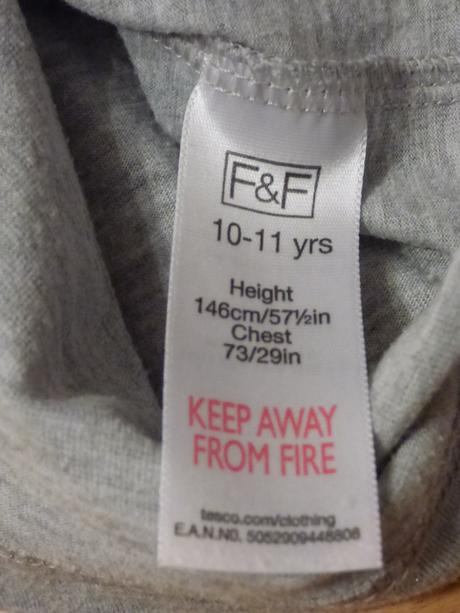 F&F
10-11 yrs
Height
146cm/57½in
Chest
73/29in
KEEP AWAY
FROM FIRE
tesco.com/clothing
E.A.N.NO. 5052909448808